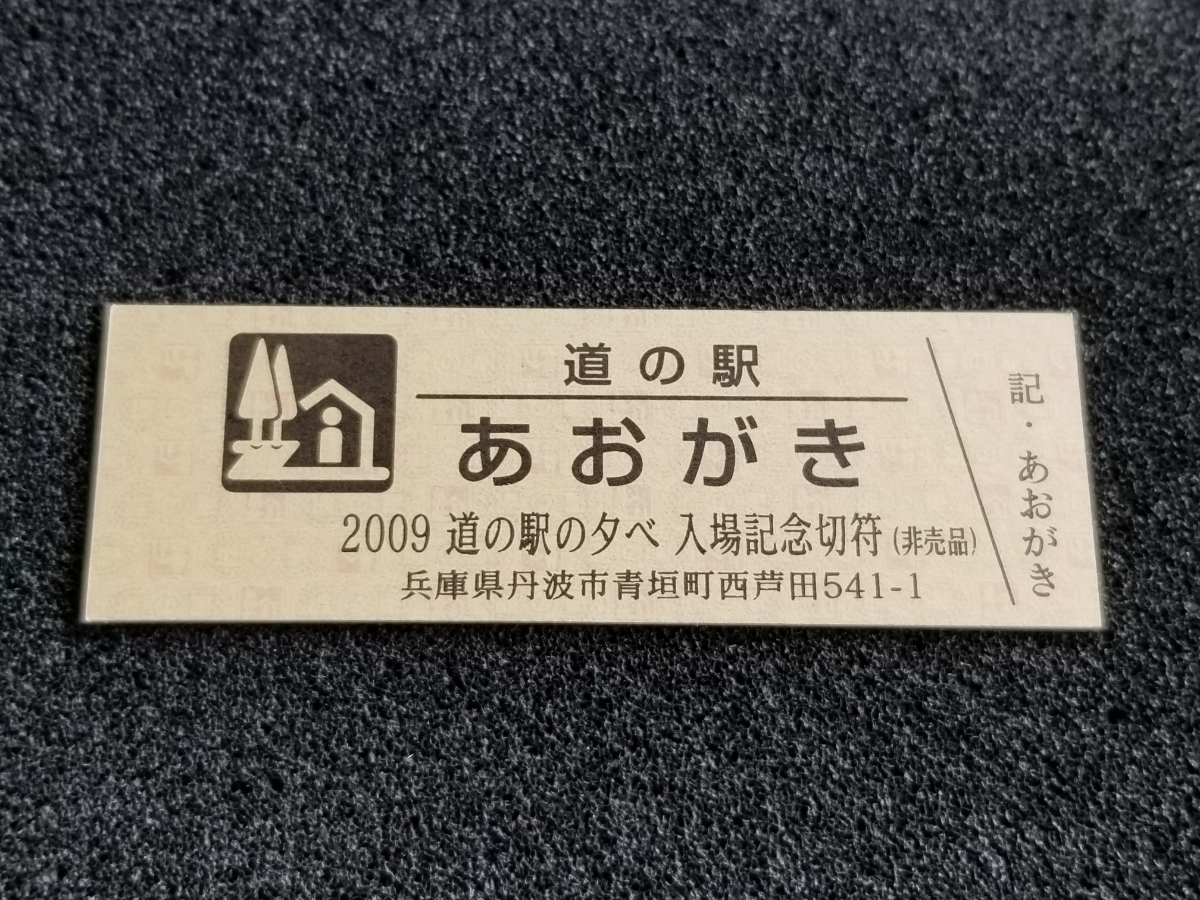 道の駅
あおがき
2009 道の駅の夕べ 入場記念切符 (非売品)
兵庫県丹波市青垣町西芦田541-1
記・あおがき